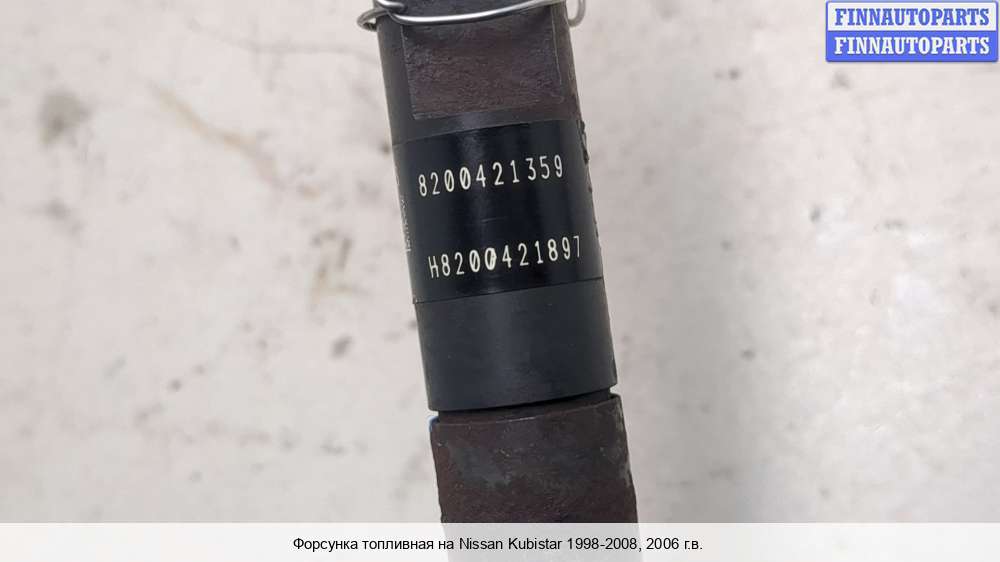 FINNAUTOPARTS
FINNAUTOPARTS
8200421359
H8200421897
Форсунка топливная на Nissan Kubistar 1998-2008, 2006 г.в.